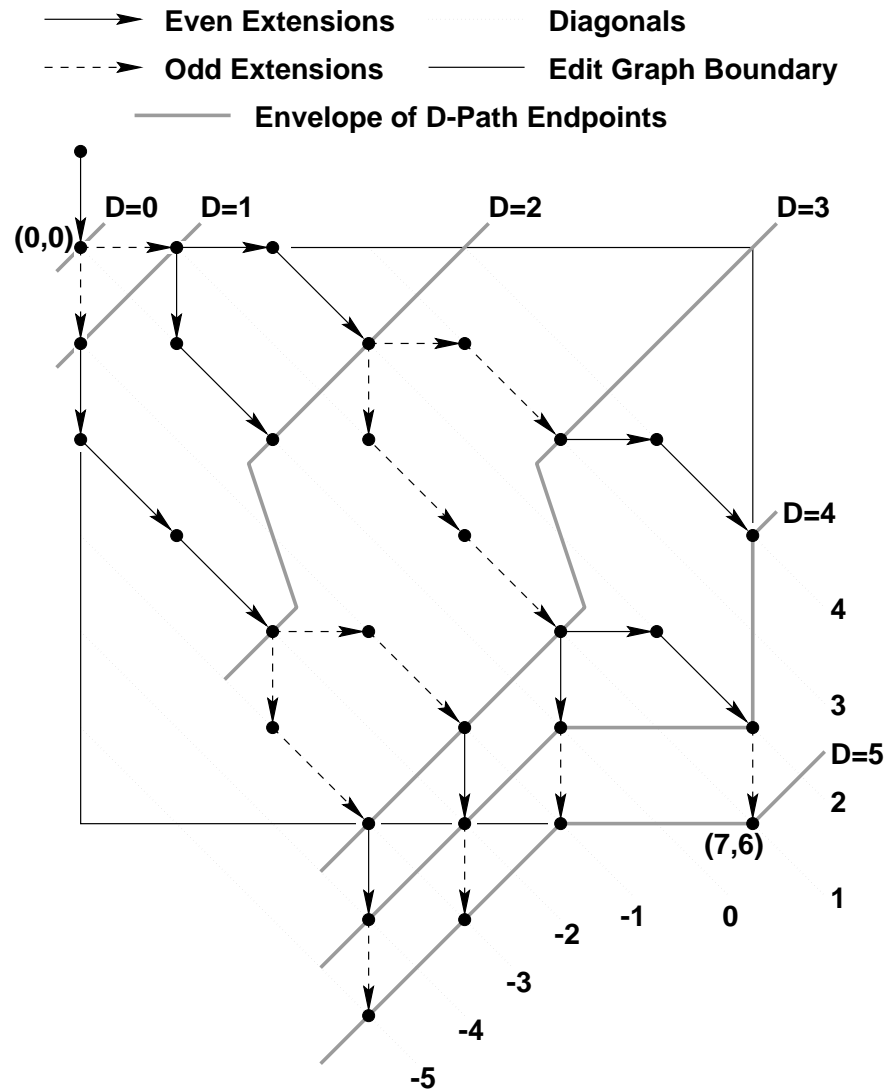 Even Extensions Diagonals
Odd Extensions Edit Graph Boundary
Envelope of D-Path Endpoints
D=0 D=1 D=2 D=3
(0,0)
D=4
4
3
D=5
2
(7,6)
1
0
-1
-2
-3
-4
-5